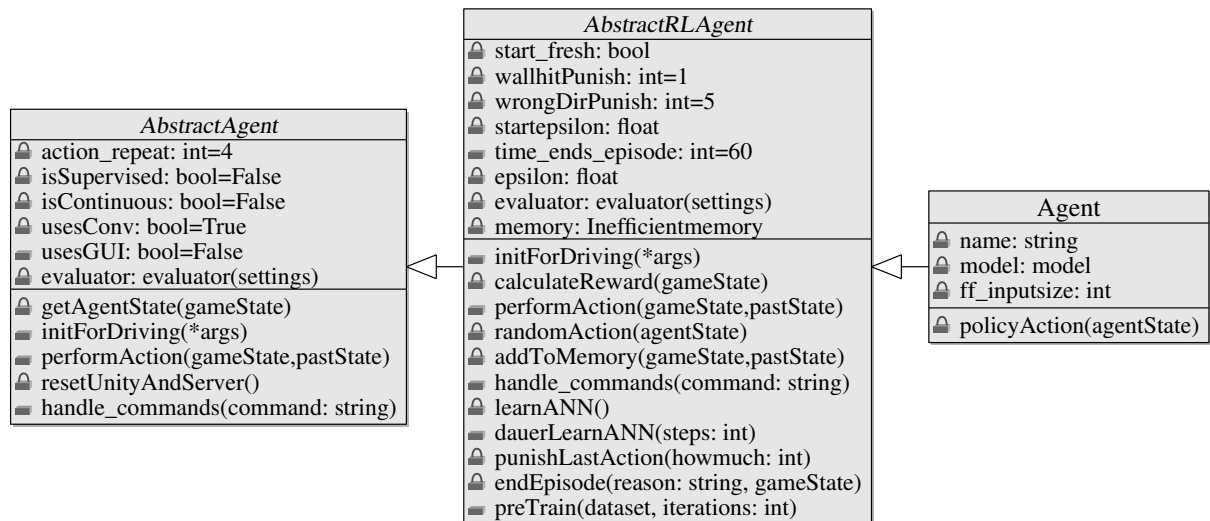 AbstractAgent
action_repeat: int=4
isSupervised: bool=False
isContinuous: bool=False
usesConv: bool=True
usesGUI: bool=False
evaluator: evaluator(settings)
getAgentState(gameState)
initForDriving(*args)
performAction(gameState,pastState)
resetUnityAndServer()
handle_commands(command: string)
AbstractRLAgent
start_fresh: bool
wallhitPunish: int=1
wrongDirPunish: int=5
startepsilon: float
time_ends_episode: int=60
epsilon: float
evaluator: evaluator(settings)
memory: Inefficientmemory
initForDriving(*args)
calculateReward(gameState)
performAction(gameState,pastState)
randomAction(agentState)
addToMemory(gameState,pastState)
handle_commands(command: string)
learnANN()
dauerLearnANN(steps: int)
punishLastAction(howmuch: int)
endEpisode(reason: string, gameState)
preTrain(dataset, iterations: int)
Agent
name: string
model: model
ff_inputsize: int
policyAction(agentState)